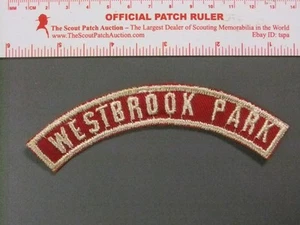 OFFICIAL PATCH RULER
The Scout Patch Auction – The Largest Dealer of Scouting Memorabilia in the World
www.TheScoutPatchAuction.com
Ebay ID: tspa
WESTBROOK PARK